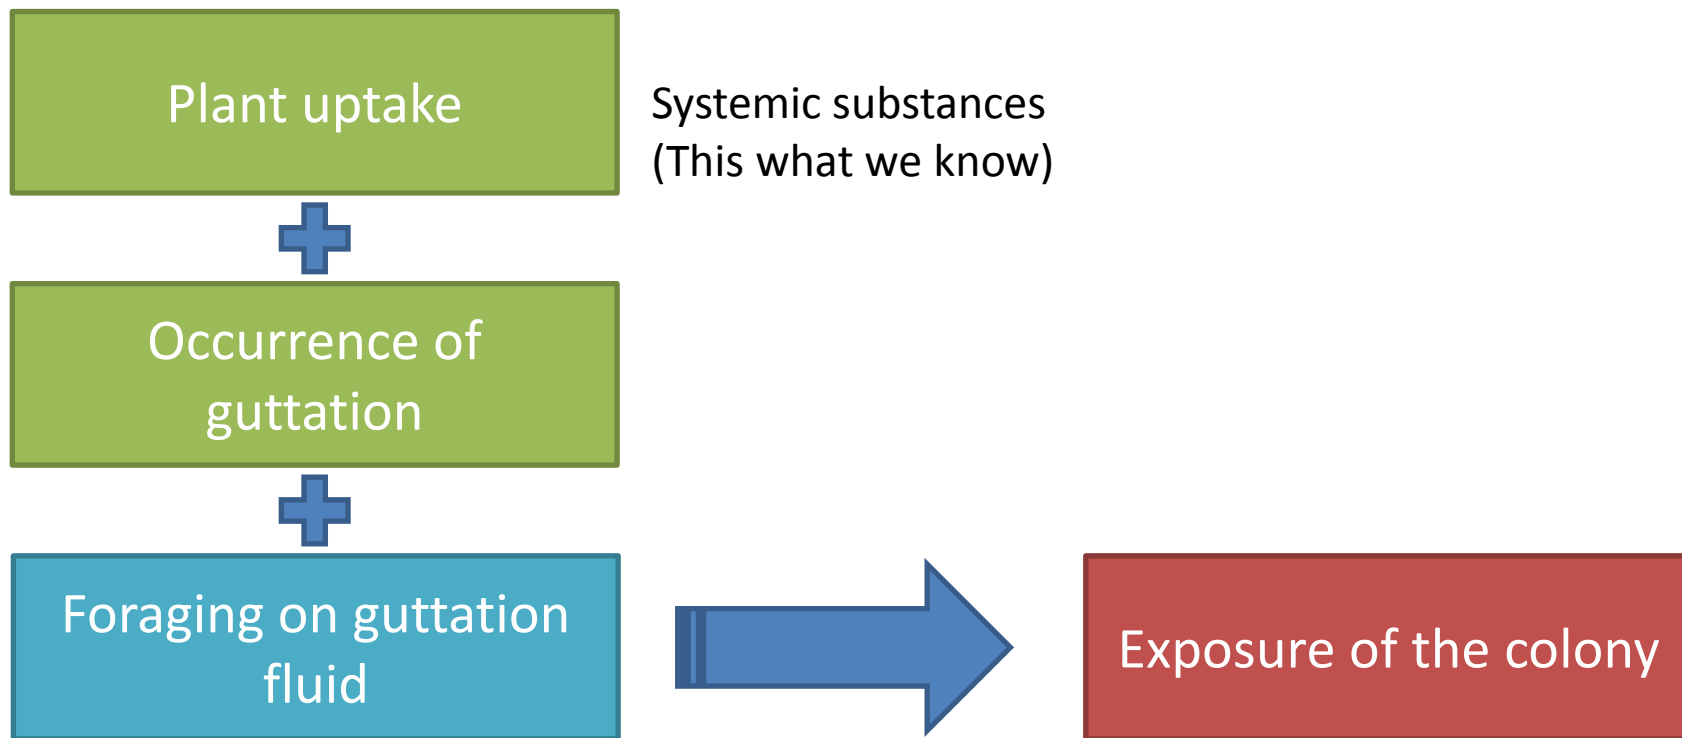 Plant uptake
Systemic substances
(This what we know)
Occurrence of
guttation
Foraging on guttation
fluid
Exposure of the colony